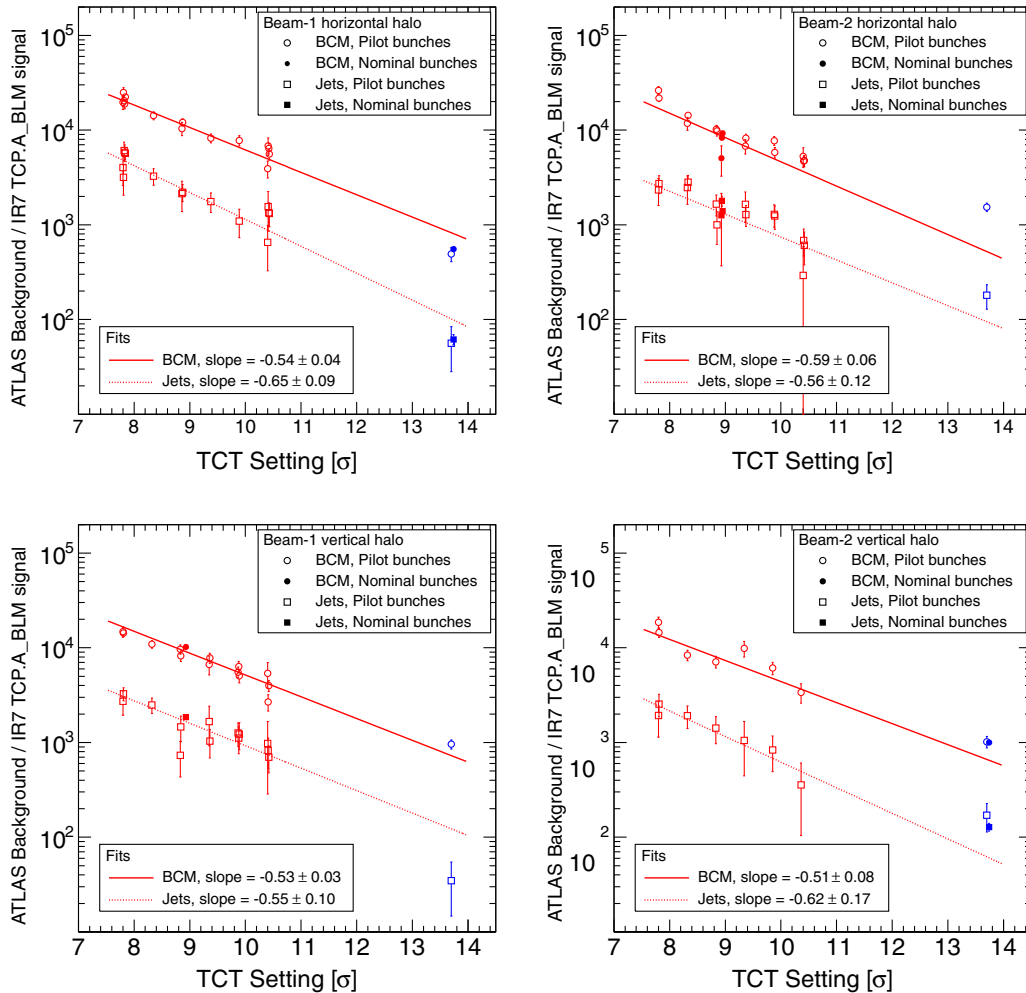 Beam-1 horizontal halo
BCM, Pilot bunches
BCM, Nominal bunches
Jets, Pilot bunches
Jets, Nominal bunches
ATLAS Background / IR7 TCP.A_BLM signal
10^5
10^4
10^3
10^2
Fits
BCM, slope = -0.54 ± 0.04
Jets, slope = -0.65 ± 0.09
7 8 9 10 11 12 13 14
TCT Setting [σ]
Beam-2 horizontal halo
BCM, Pilot bunches
BCM, Nominal bunches
Jets, Pilot bunches
Jets, Nominal bunches
ATLAS Background / IR7 TCP.A_BLM signal
10^5
10^4
10^3
10^2
Fits
BCM, slope = -0.59 ± 0.06
Jets, slope = -0.56 ± 0.12
7 8 9 10 11 12 13 14
TCT Setting [σ]
Beam-1 vertical halo
BCM, Pilot bunches
BCM, Nominal bunches
Jets, Pilot bunches
Jets, Nominal bunches
ATLAS Background / IR7 TCP.A_BLM signal
10^5
10^4
10^3
10^2
Fits
BCM, slope = -0.53 ± 0.03
Jets, slope = -0.55 ± 0.10
7 8 9 10 11 12 13 14
TCT Setting [σ]
Beam-2 vertical halo
BCM, Pilot bunches
BCM, Nominal bunches
Jets, Pilot bunches
Jets, Nominal bunches
ATLAS Background / IR7 TCP.A_BLM signal
10^5
10^4
10^3
10^2
Fits
BCM, slope = -0.51 ± 0.08
Jets, slope = -0.62 ± 0.17
7 8 9 10 11 12 13 14
TCT Setting [σ]